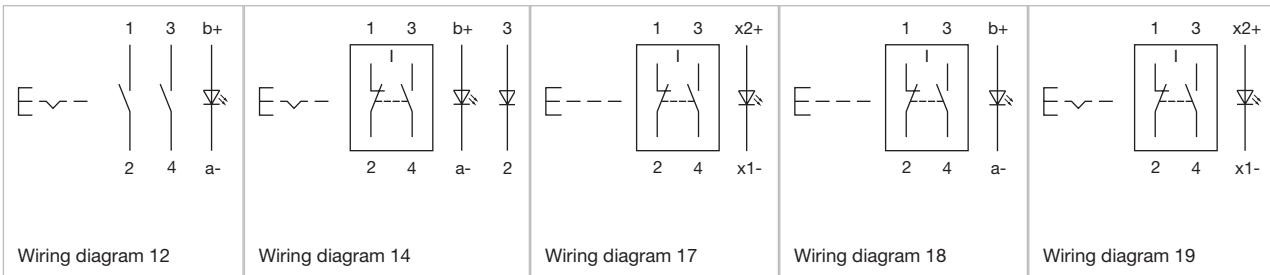 1 3 b+
2 4 a-
Wiring diagram 12
1 3 b+ 3
2 4 a- 2
Wiring diagram 14
1 3 x2+
2 4 x1-
Wiring diagram 17
1 3 b+
2 4 a-
Wiring diagram 18
1 3 x2+
2 4 x1-
Wiring diagram 19